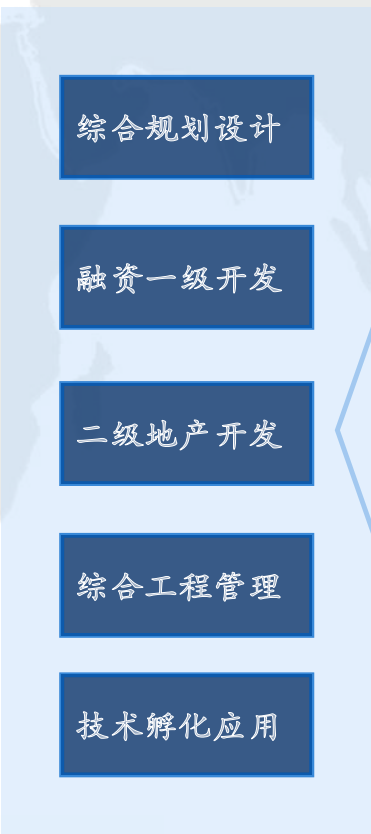 综合规划设计
融资一级开发
二级地产开发
综合工程管理
技术孵化应用